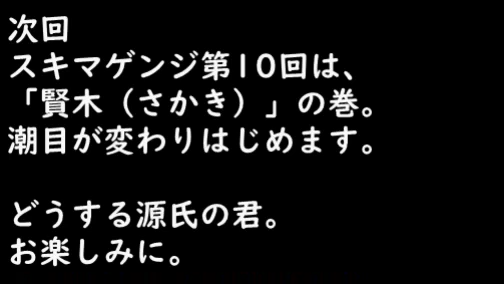 次回
スキマゲンジ第10回は、
「賢木（さかき）」の巻。
潮目が変わりはじめます。
どうする源氏の君。
お楽しみに。